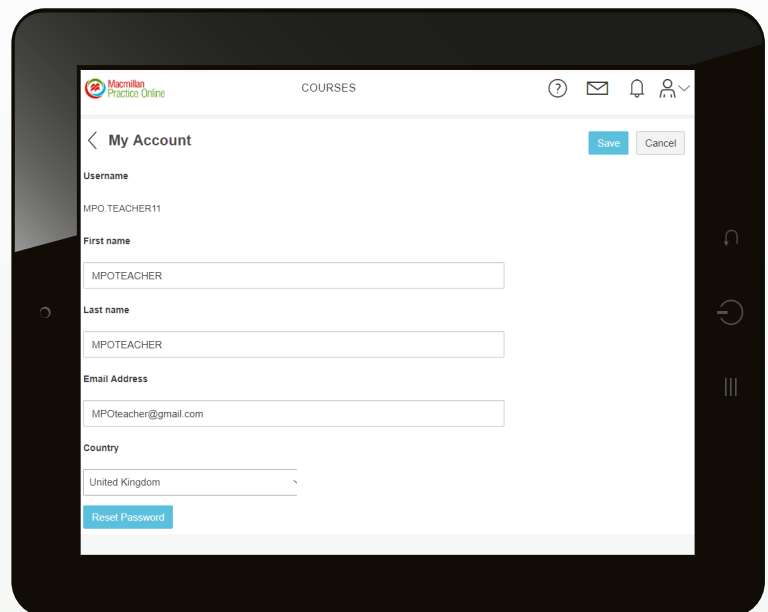 Macmillan
Practice Online
COURSES
?
My Account
Save
Cancel
Username
MPO.TEACHER11
First name
MPOTEACHER
Last name
MPOTEACHER
Email Address
MPOteacher@gmail.com
Country
United Kingdom
Reset Password